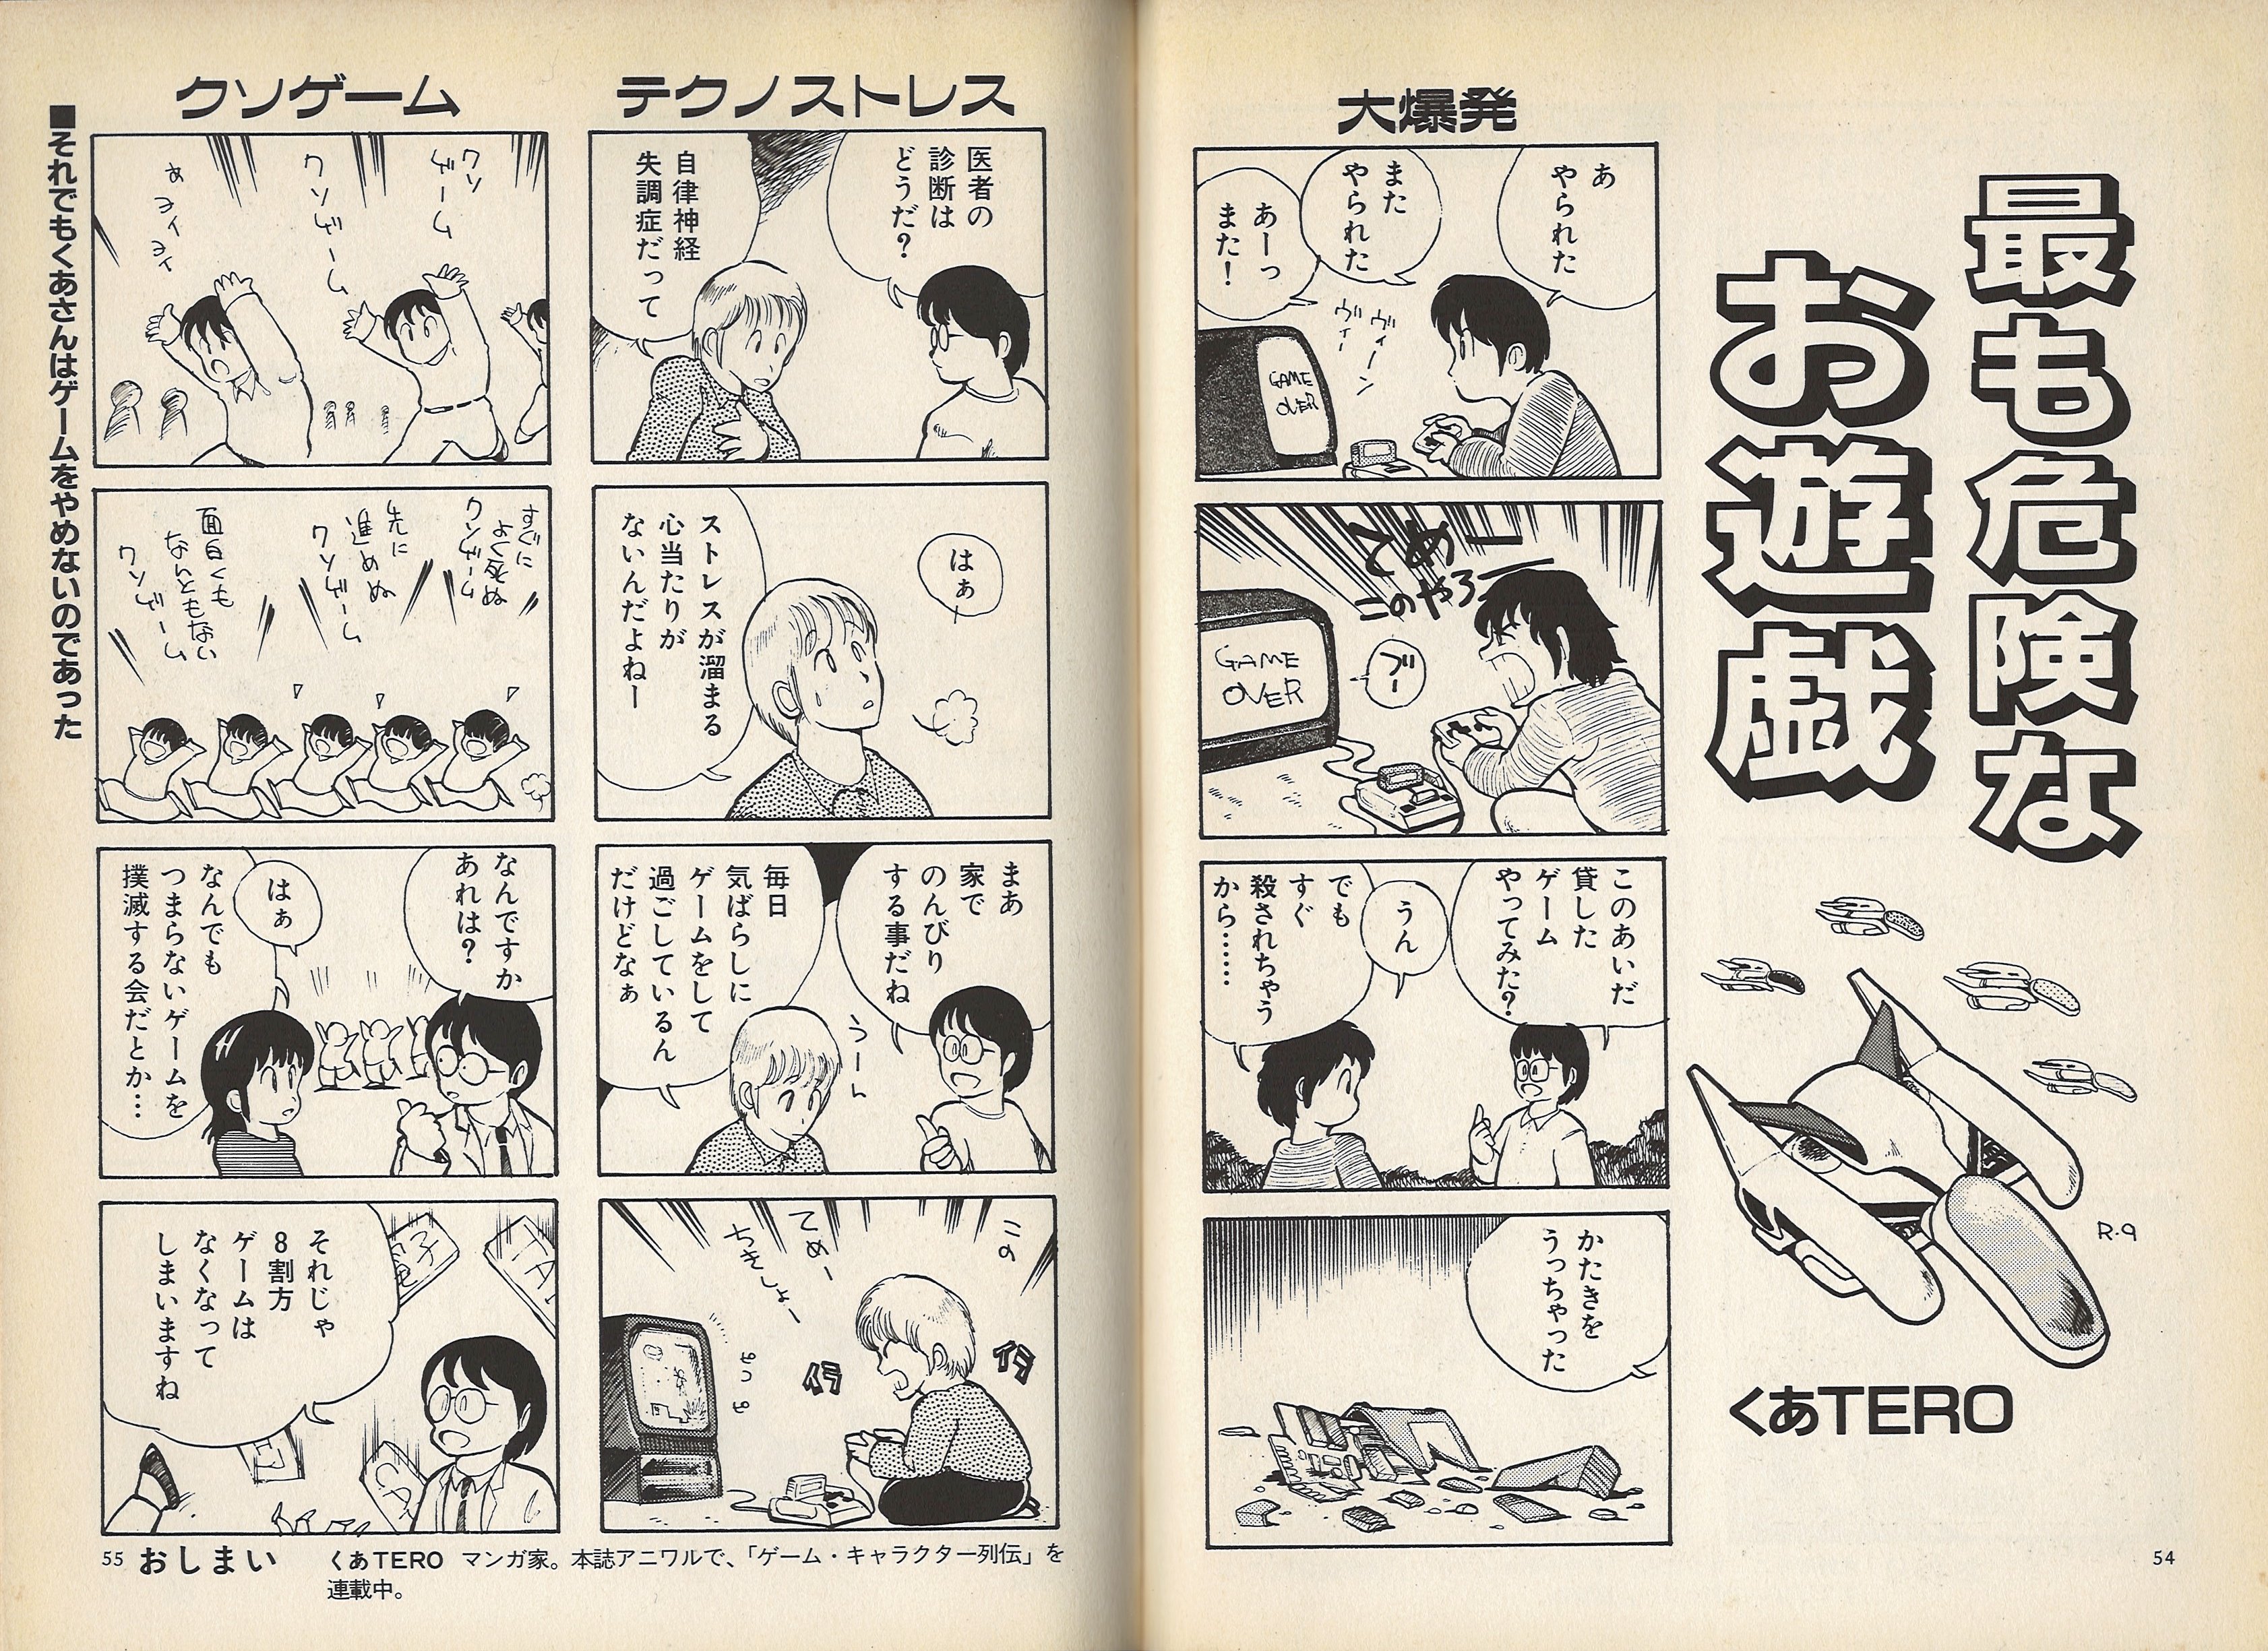 最も危険な
お遊戯
R-9
くあTERO
54
大爆発
あ
やられた
また
やられた
あーっ
また！
ヴィーン
ヴィー
GAME
OVER
このやろー
ブー
GAME
OVER
このあいだ
貸した
ゲーム
やってみた？
うん
でも
すぐ
殺されちゃう
から……
かたきを
うっちゃった
テクノストレス
医者の
診断は
どうだ？
自律神経
失調症だって
はぁ
ストレスが溜まる
心当たりが
ないんだよねー
まあ
家で
のんびり
する事だね
うーん
毎日
気ばらしに
ゲームをして
過ごしているん
だけどなぁ
この
てめー
ちきしょー
イラ
イラ
クソゲーム
クソ
ゲーム
クソゲーム
すぐに
先に
進めぬ
クソゲーム
面白くも
なんともない
クソゲーム
なんですか
あれは？
はぁ
なんでも
つまらないゲームを
撲滅する会だとか…
それじゃ
8割方
ゲームは
なくなって
しまいますね
■それでもくあさんはゲームをやめないのであった
55 おしまい
くあTERO マンガ家。本誌アニワルで、「ゲーム・キャラクター列伝」を
連載中。